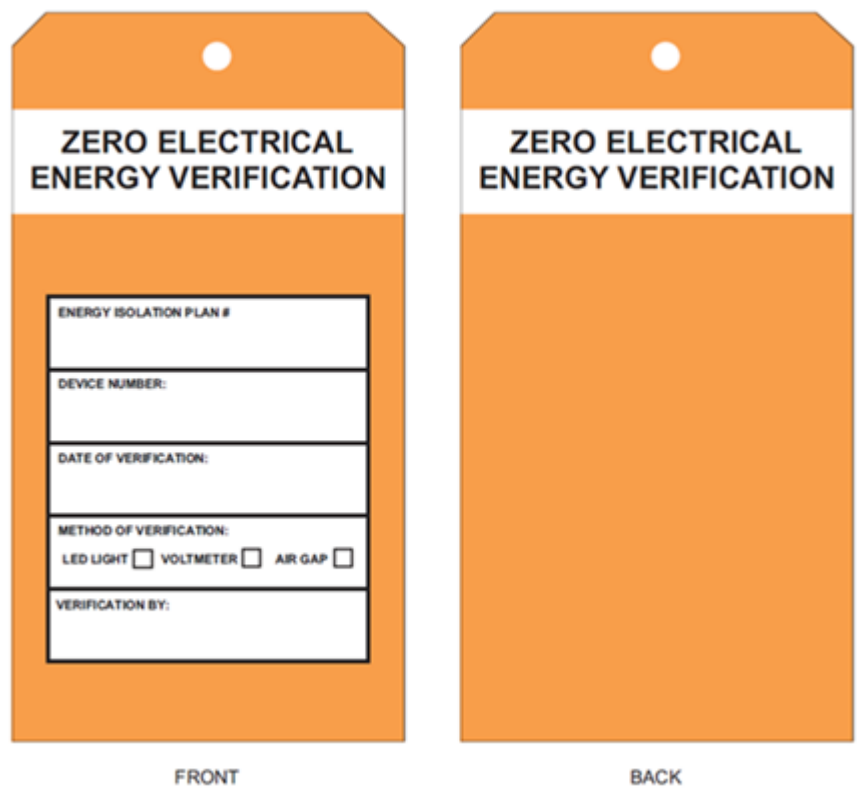 ZERO ELECTRICAL
ENERGY VERIFICATION
ENERGY ISOLATION PLAN #
DEVICE NUMBER:
DATE OF VERIFICATION:
METHOD OF VERIFICATION:
LED LIGHT VOLTMETER AIR GAP
VERIFICATION BY:
FRONT
ZERO ELECTRICAL
ENERGY VERIFICATION
BACK